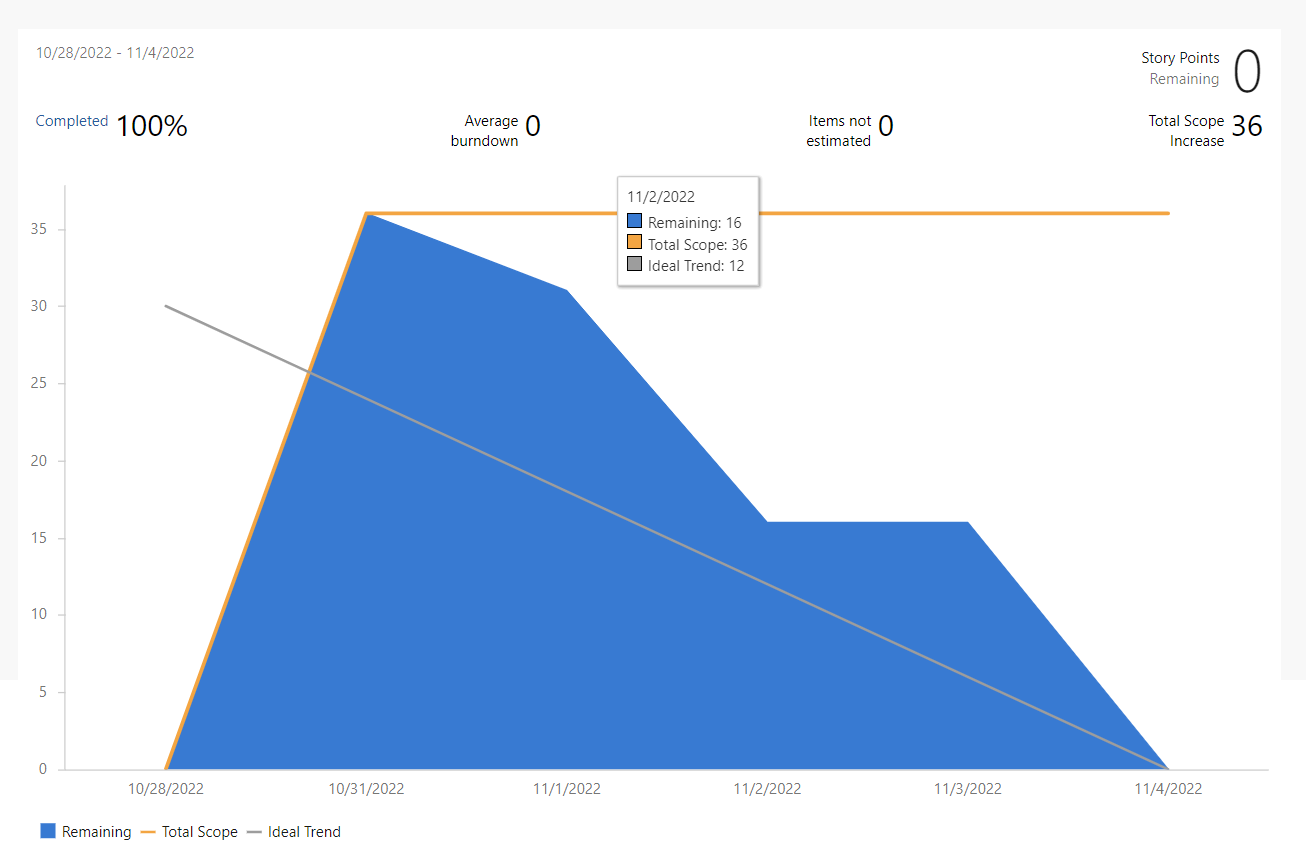 10/28/2022 - 11/4/2022
Story Points
Remaining
0
Completed 100%
Average
burndown
0
Items not
estimated
0
Total Scope
Increase
36
11/2/2022
Remaining: 16
Total Scope: 36
Ideal Trend: 12
35
30
25
20
15
10
5
0
10/28/2022 10/31/2022 11/1/2022 11/2/2022 11/3/2022 11/4/2022
Remaining Total Scope Ideal Trend